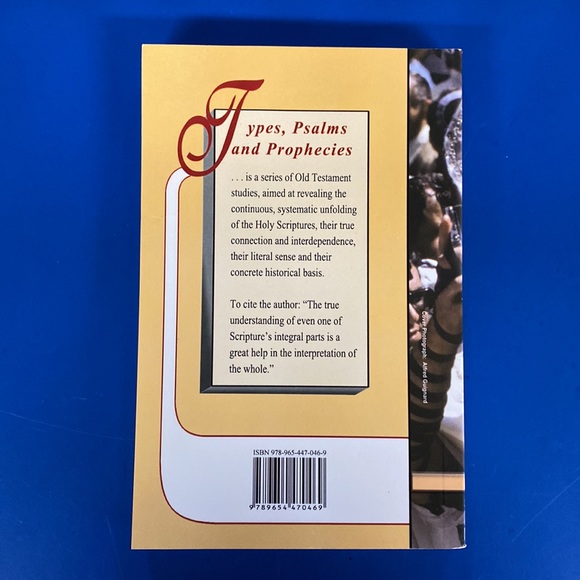 Types, Psalms
and Prophecies
. . . is a series of Old Testament
studies, aimed at revealing the
continuous, systematic unfolding
of the Holy Scriptures, their true
connection and interdependence,
their literal sense and their
concrete historical basis.
To cite the author: “The true
understanding of even one of
Scripture’s integral parts is a
great help in the interpretation of
the whole.”
Cover Photograph: Alfred Guignard
ISBN 978-965-447-046-9
9789654470469